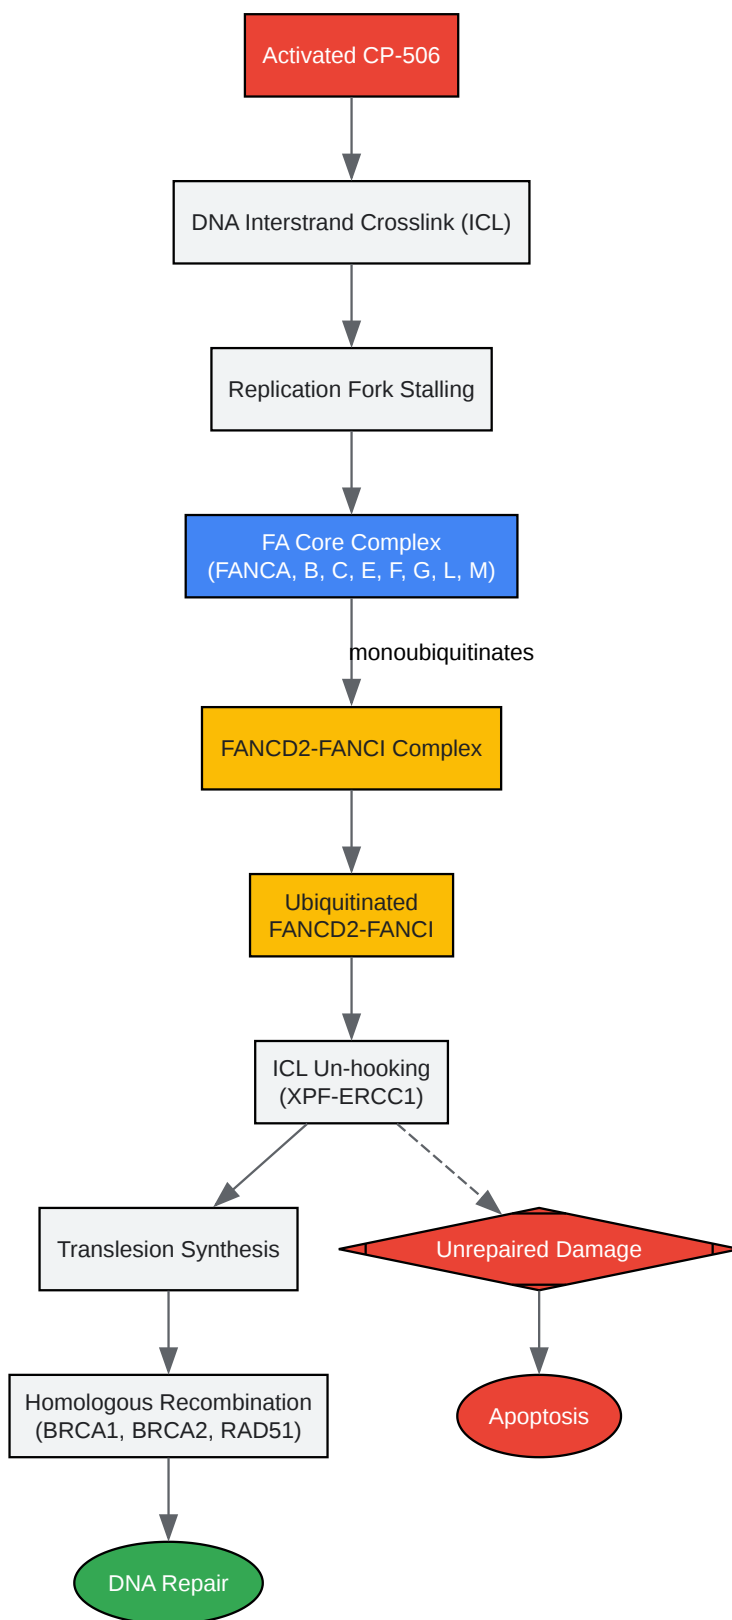 Activated CP-506
DNA Interstrand Crosslink (ICL)
Replication Fork Stalling
FA Core Complex
(FANCA, B, C, E, F, G, L, M)
monoubiquitinates
FANCD2-FANCI Complex
Ubiquitinated
FANCD2-FANCI
ICL Un-hooking
(XPF-ERCC1)
Translesion Synthesis
Unrepaired Damage
Homologous Recombination
(BRCA1, BRCA2, RAD51)
Apoptosis
DNA Repair